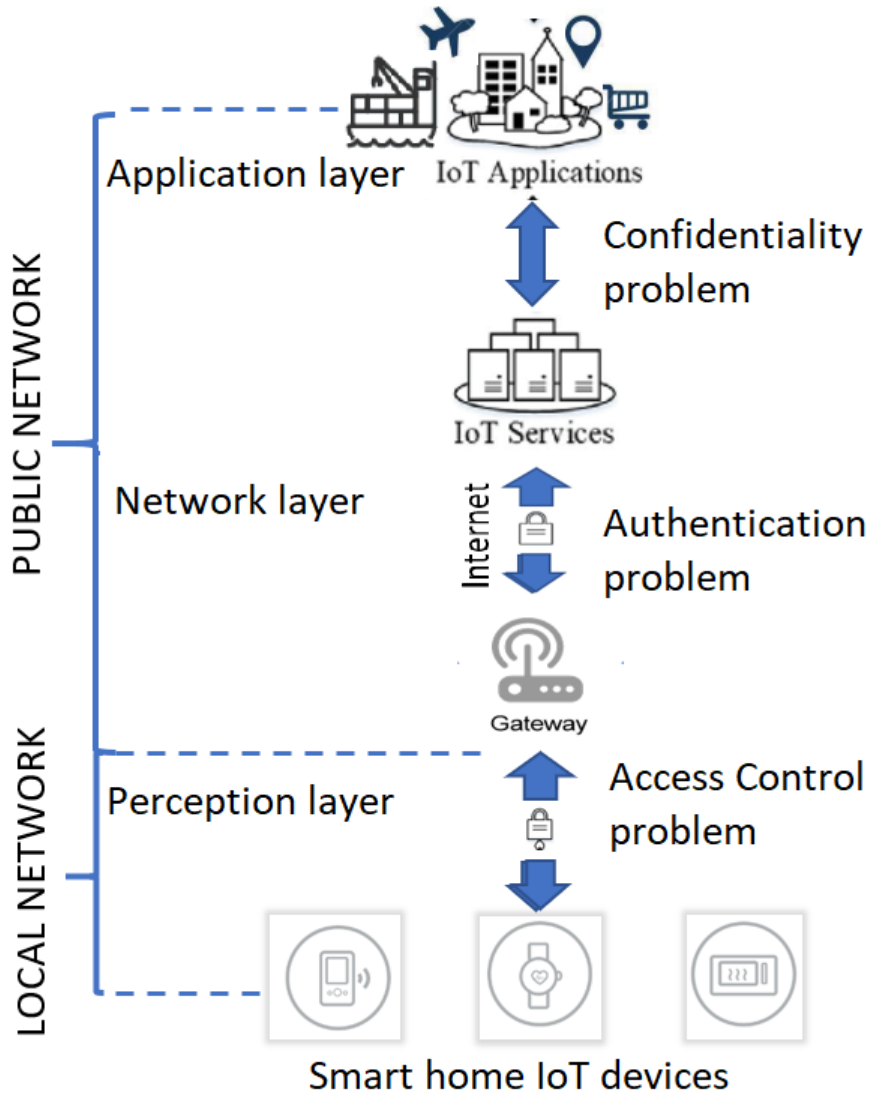 Application layer
IoT Applications
Confidentiality
problem
PUBLIC NETWORK
IoT Services
Network layer
Internet
Authentication
problem
Gateway
LOCAL NETWORK
Perception layer
Access Control
problem
Smart home IoT devices